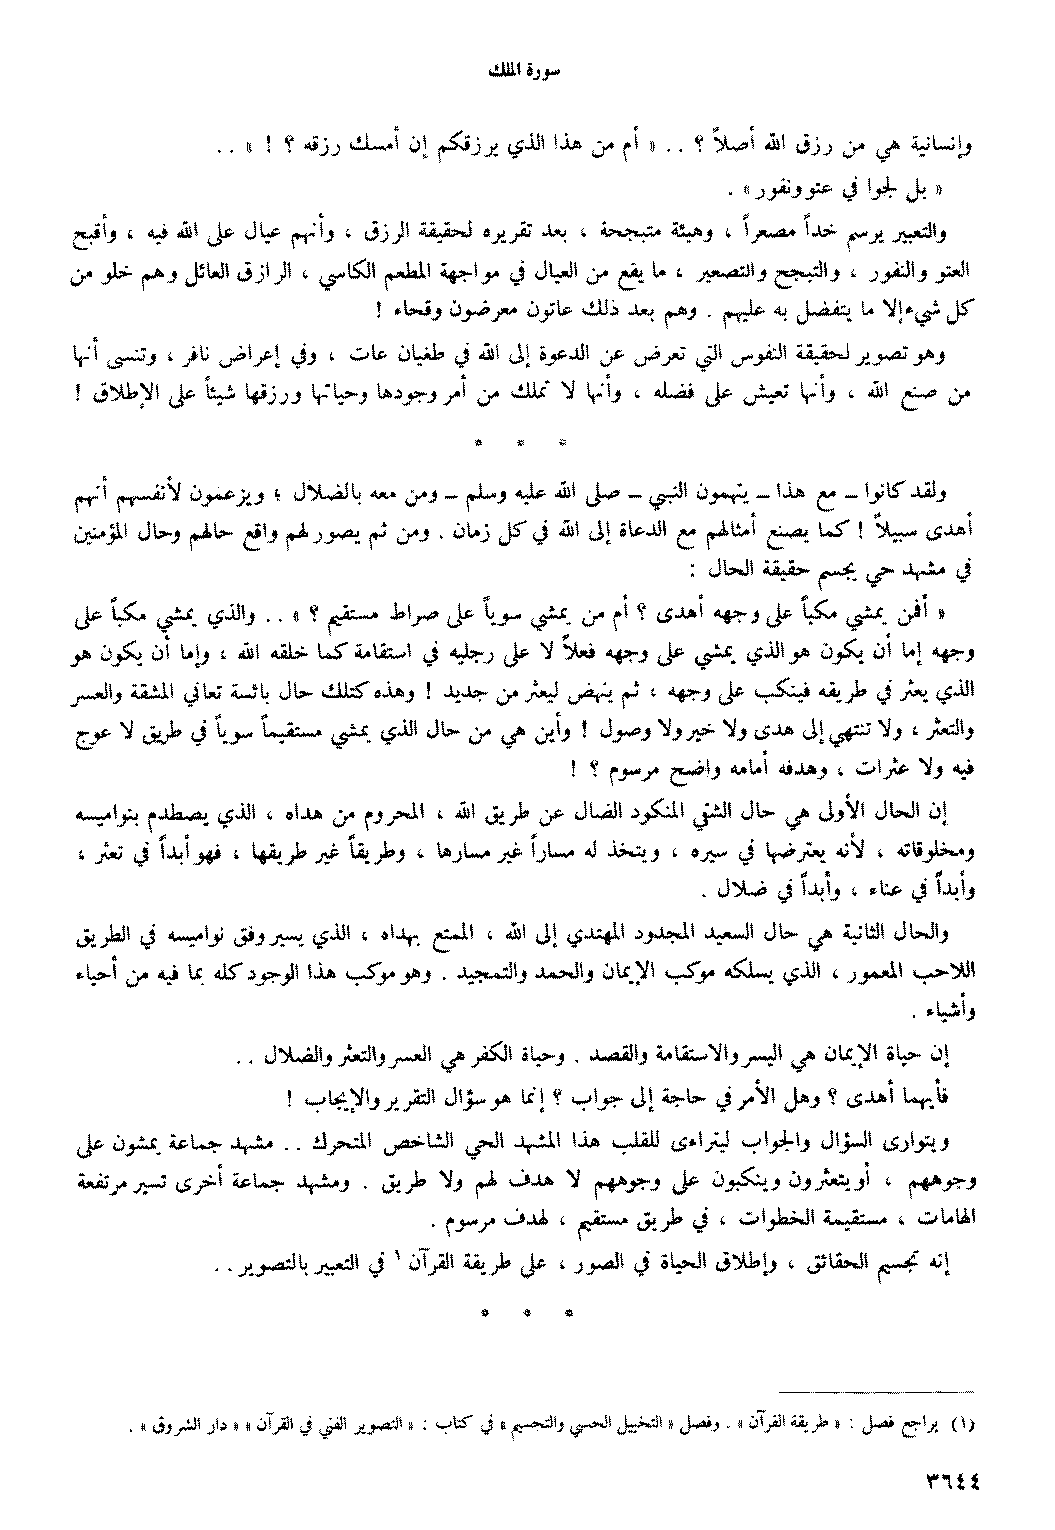 سورة الملك
وإنسانية هي من رزق الله أصلاً ؟ .. « أم من هذا الذي يرزقكم إن أمسك رزقه ؟ ! » ..
« بل لجوا في عتو ونفور » .
والتعبير يرسم خداً مصعراً ، وهيئة متبجحة ، بعد تقريره لحقيقة الرزق ، وأنهم عيال على الله فيه ، وأقبح
العتو والنفور ، والتبجح والتصعير ، ما يقع من العيال في مواجهة المطعم الكاسي ، الرازق العائل وهم خلو من
كل شيء إلا ما يتفضل به عليهم . وهم بعد ذلك عاتون معرضون وقحاء !
وهو تصوير لحقيقة النفوس التي تعرض عن الدعوة إلى الله في طغيان عات ، وفي إعراض نافر ، وتنسى أنها
من صنع الله ، وأنها تعيش على فضله ، وأنها لا تملك من أمر وجودها وحياتها ورزقها شيئاً على الإطلاق !
* * *
ولقد كانوا – مع هذا – يتهمون النبي – صلى الله عليه وسلم – ومن معه بالضلال ؛ ويزعمون لأنفسهم أنهم
أهدى سبيلاً ! كما يصنع أمثالهم مع الدعاة إلى الله في كل زمان . ومن ثم يصور لهم واقع حالهم وحال المؤمنين
في مشهد حي يجسم حقيقة الحال :
« أفمن يمشي مكباً على وجهه أهدى ؟ أم من يمشي سوياً على صراط مستقيم ؟ » .. والذي يمشي مكباً على
وجهه إما أن يكون هو الذي يمشي على وجهه فعلاً لا على رجليه في استقامة كما خلقه الله ، وإما أن يكون هو
الذي يعثر في طريقه فينكب على وجهه ، ثم ينهض ليعثر من جديد ! وهذه كتلك حال بائسة تعاني المشقة والعسر
والتعثر ، ولا تنتهي إلى هدى ولا خير ولا وصول ! وأين هي من حال الذي يمشي مستقيماً سوياً في طريق لا عوج
فيه ولا عثرات ، وهدفه أمامه واضح مرسوم ؟ !
إن الحال الأولى هي حال الشقي المنكود الضال عن طريق الله ، المحروم من هداه ، الذي يصطدم بنواميسه
ومخلوقاته ، لأنه يعترضها في سيره ، ويتخذ له مساراً غير مسارها ، وطريقاً غير طريقها ، فهو أبداً في تعثر ،
وأبداً في عناء ، وأبداً في ضلال .
والحال الثانية هي حال السعيد المجدود المهتدي إلى الله ، الممتع بهداه ، الذي يسير وفق نواميسه في الطريق
اللاحب المعمور ، الذي يسلكه موكب الإيمان والحمد والتمجيد . وهو موكب هذا الوجود كله بما فيه من أحياء
وأشياء .
إن حياة الإيمان هي اليسر والاستقامة والقصد . وحياة الكفر هي العسر والتعثر والضلال ..
فأيهما أهدى ؟ وهل الأمر في حاجة إلى جواب ؟ إنما هو سؤال التقرير والإيجاب !
ويتوارى السؤال والجواب ليتراءى للقلب هذا المشهد الحي الشاخص المتحرك .. مشهد جماعة يمشون على
وجوههم ، أو يتعثرون وينكبون على وجوههم لا هدف لهم ولا طريق . ومشهد جماعة أخرى تسير مرتفعة
الهامات ، مستقيمة الخطوات ، في طريق مستقيم ، لهدف مرسوم .
إنه تجسيم الحقائق ، وإطلاق الحياة في الصور ، على طريقة القرآن ١ في التعبير بالتصوير ..
* * *
(١) يراجع فصل : « طريقة القرآن » . وفصل « التخييل الحسي والتجسيم » في كتاب : « التصوير الفني في القرآن » « دار الشروق » .
٣٦٤٤